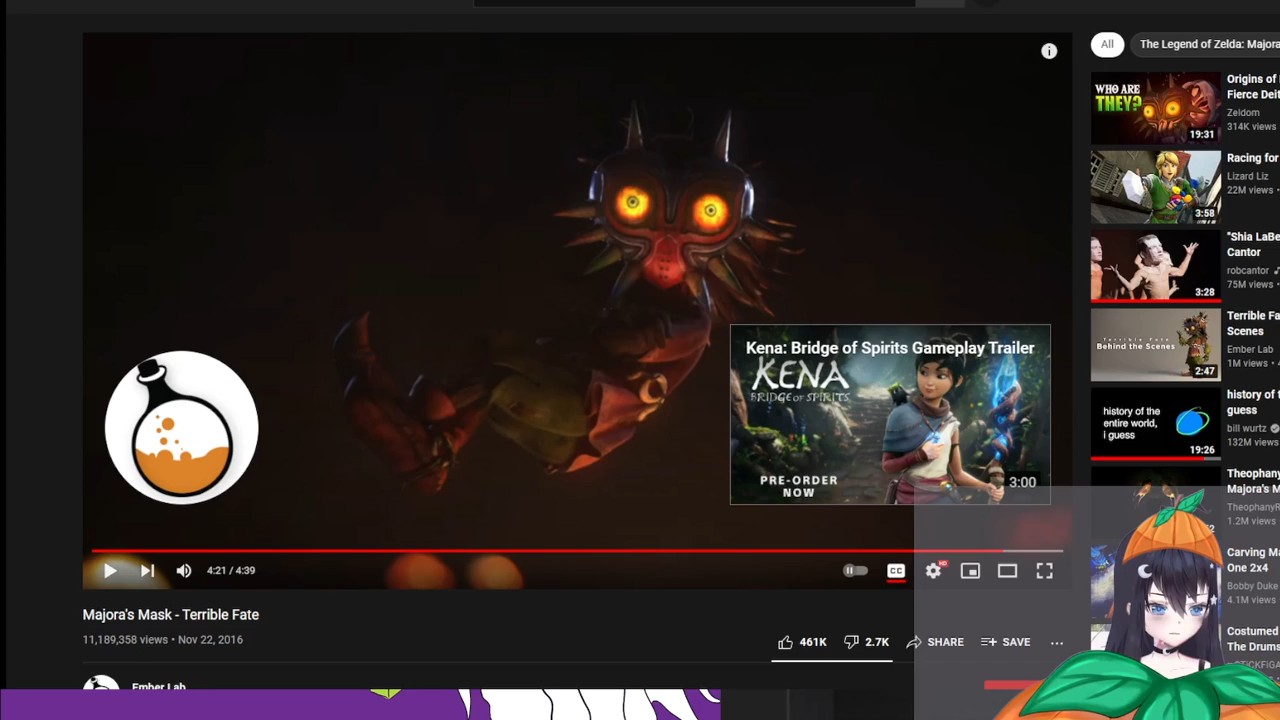 All
The Legend of Zelda: Majora
WHO ARE
THEY?
19:31
Origins of
Fierce Deit
Zeldom
314K views
3:58
Racing for
Lizard Liz
22M views •
3:28
"Shia LaBe
Cantor
robcantor
75M views •
Terrible Fate
Behind the Scenes
2:47
Terrible Fa
Scenes
Ember Lab
1M views •
history of the
entire world,
i guess
19:26
history of t
guess
bill wurtz
132M views
Theophany
Majora's M
TheophanyR
1.2M views
Carving Ma
One 2x4
Bobby Duke
4.1M views
Costumed
The Drums
Kena: Bridge of Spirits Gameplay Trailer
KENA
BRIDGE OF SPIRITS
PRE-ORDER
NOW
3:00
4:21 / 4:39
CC
HD
Majora's Mask - Terrible Fate
11,189,358 views • Nov 22, 2016
461K
2.7K
SHARE
SAVE
Ember Lab